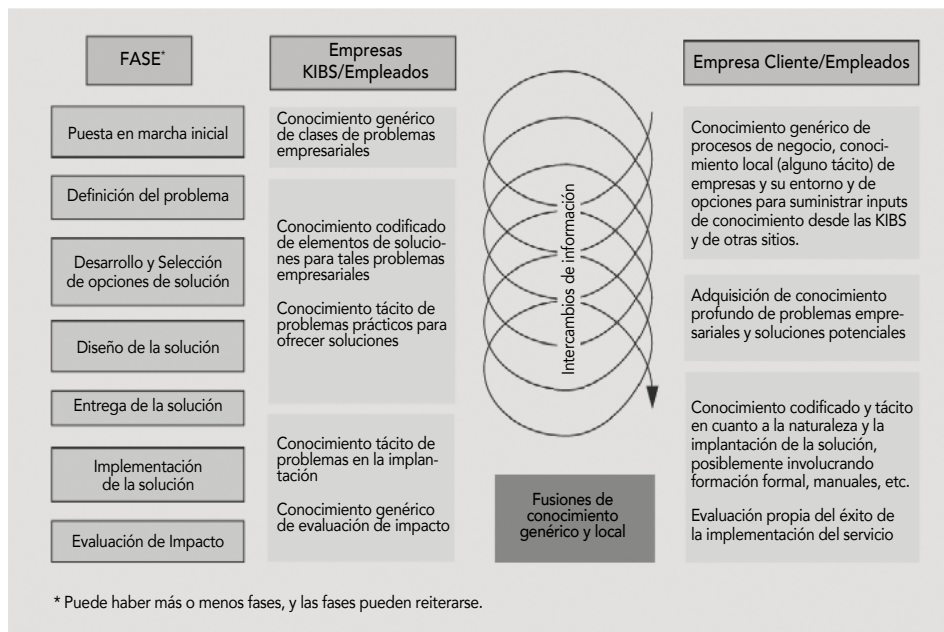 FASE*
Empresas
KIBS/Empleados
Empresa Cliente/Empleados
Puesta en marcha inicial
Definición del problema
Desarrollo y Selección
de opciones de solución
Diseño de la solución
Entrega de la solución
Implementación
de la solución
Evaluación de Impacto
Conocimiento genérico
de clases de problemas
empresariales
Conocimiento codificado
de elementos de solucio-
nes para tales problemas
empresariales
Conocimiento tácito de
problemas prácticos para
ofrecer soluciones
Conocimiento tácito de
problemas en la implan-
tación
Conocimiento genérico
de evaluación de impacto
Intercambios de información
Fusiones de
conocimiento
genérico y local
Conocimiento genérico de
procesos de negocio, conoci-
miento local (alguno tácito) de
empresas y su entorno y de
opciones para suministrar inputs
de conocimiento desde las KIBS
y de otras sitios.
Adquisición de conocimiento
profundo de problemas empre-
sariales y soluciones potenciales
Conocimiento codificado y tácito
en cuanto a la naturaleza y la
implantación de la solución,
posiblemente involucrando
formación formal, manuales, etc.
Evaluación propia del éxito de
la implementación del servicio
* Puede haber más o menos fases, y las fases pueden reiterarse.